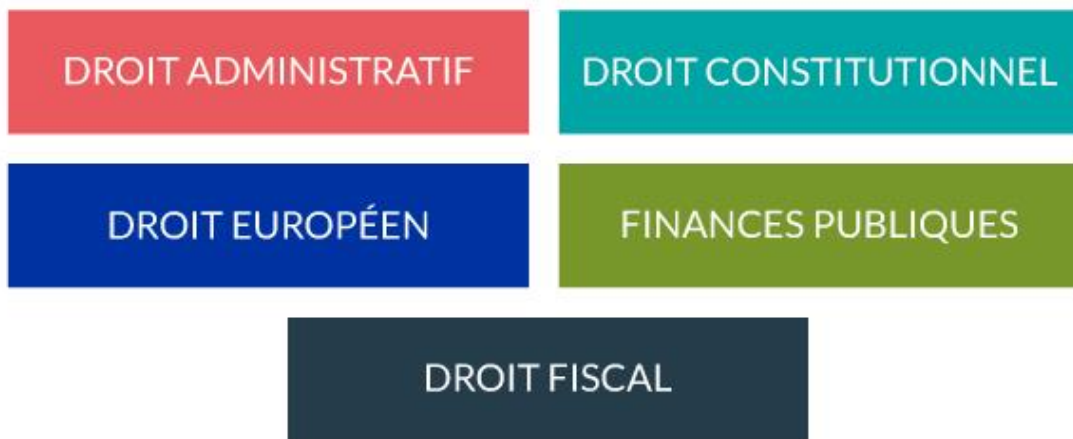 DROIT ADMINISTRATIF
DROIT CONSTITUTIONNEL
DROIT EUROPÉEN
FINANCES PUBLIQUES
DROIT FISCAL